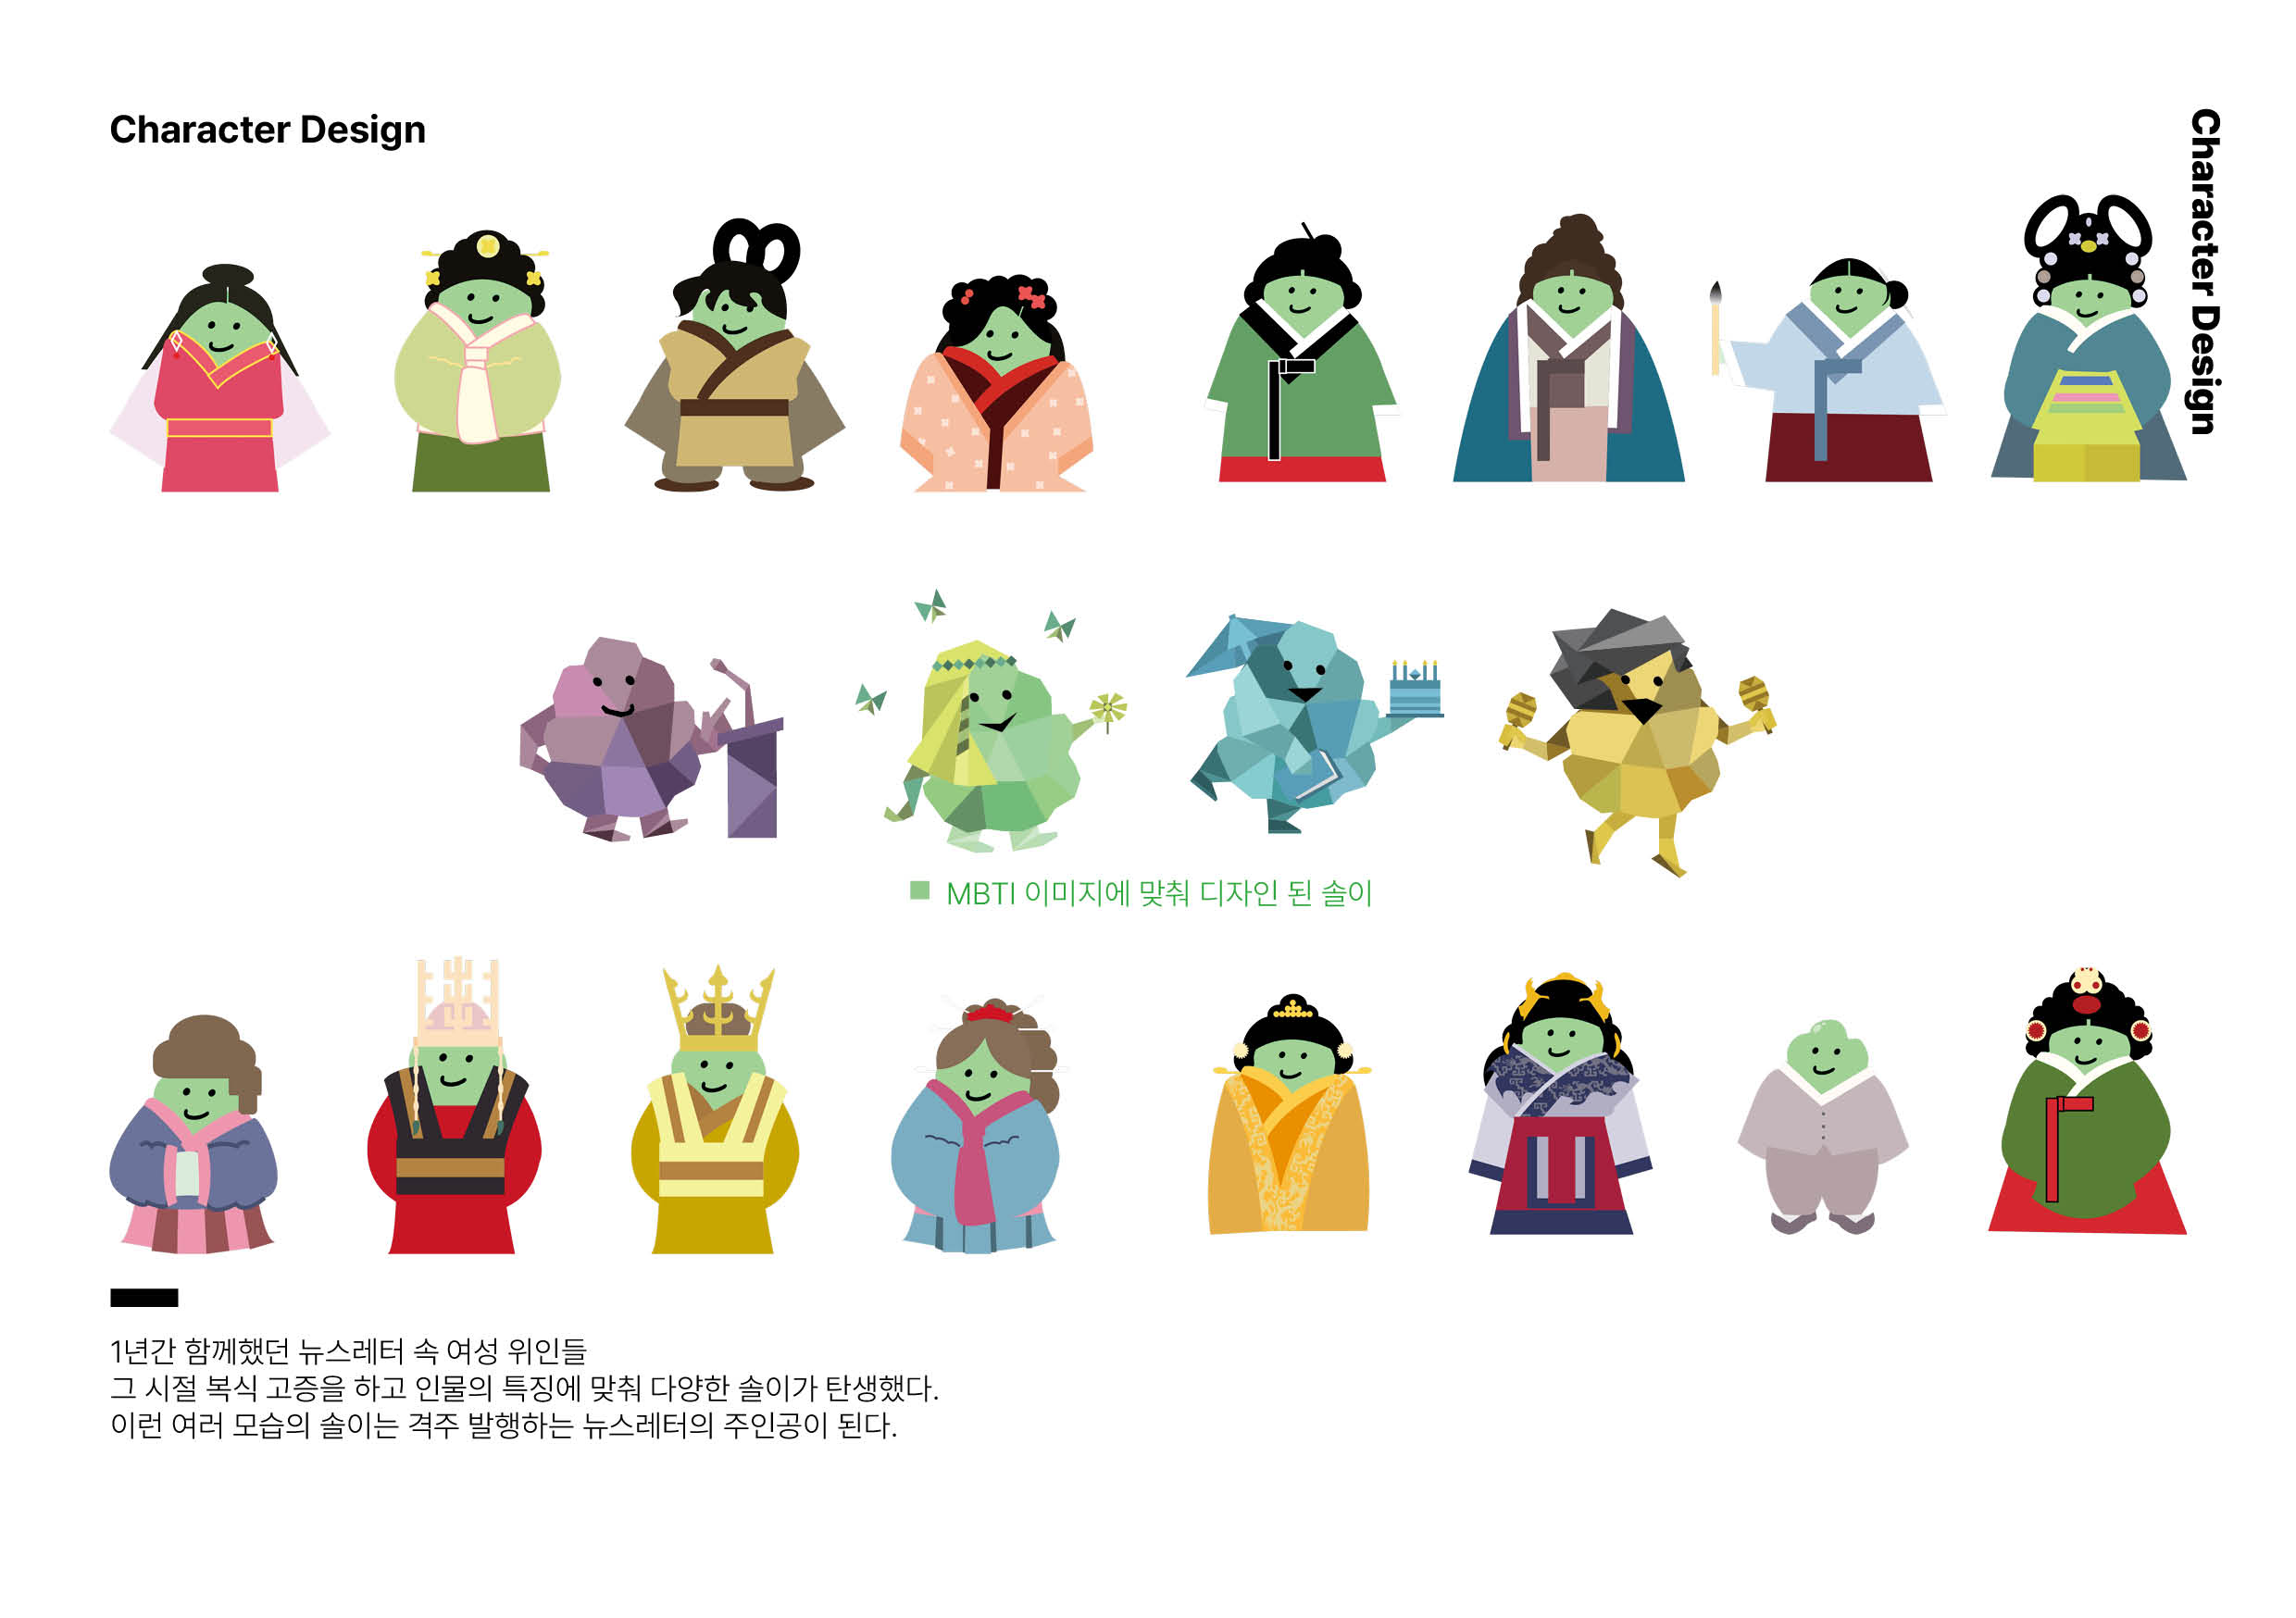 Character Design
Character Design
MBTI 이미지에 맞춰 디자인 된 솔이
1년간 함께했던 뉴스레터 속 여성 위인들
그 시절 복식 고증을 하고 인물의 특징에 맞춰 다양한 솔이가 탄생했다.
이런 여러 모습의 솔이는 격주 발행하는 뉴스레터의 주인공이 된다.